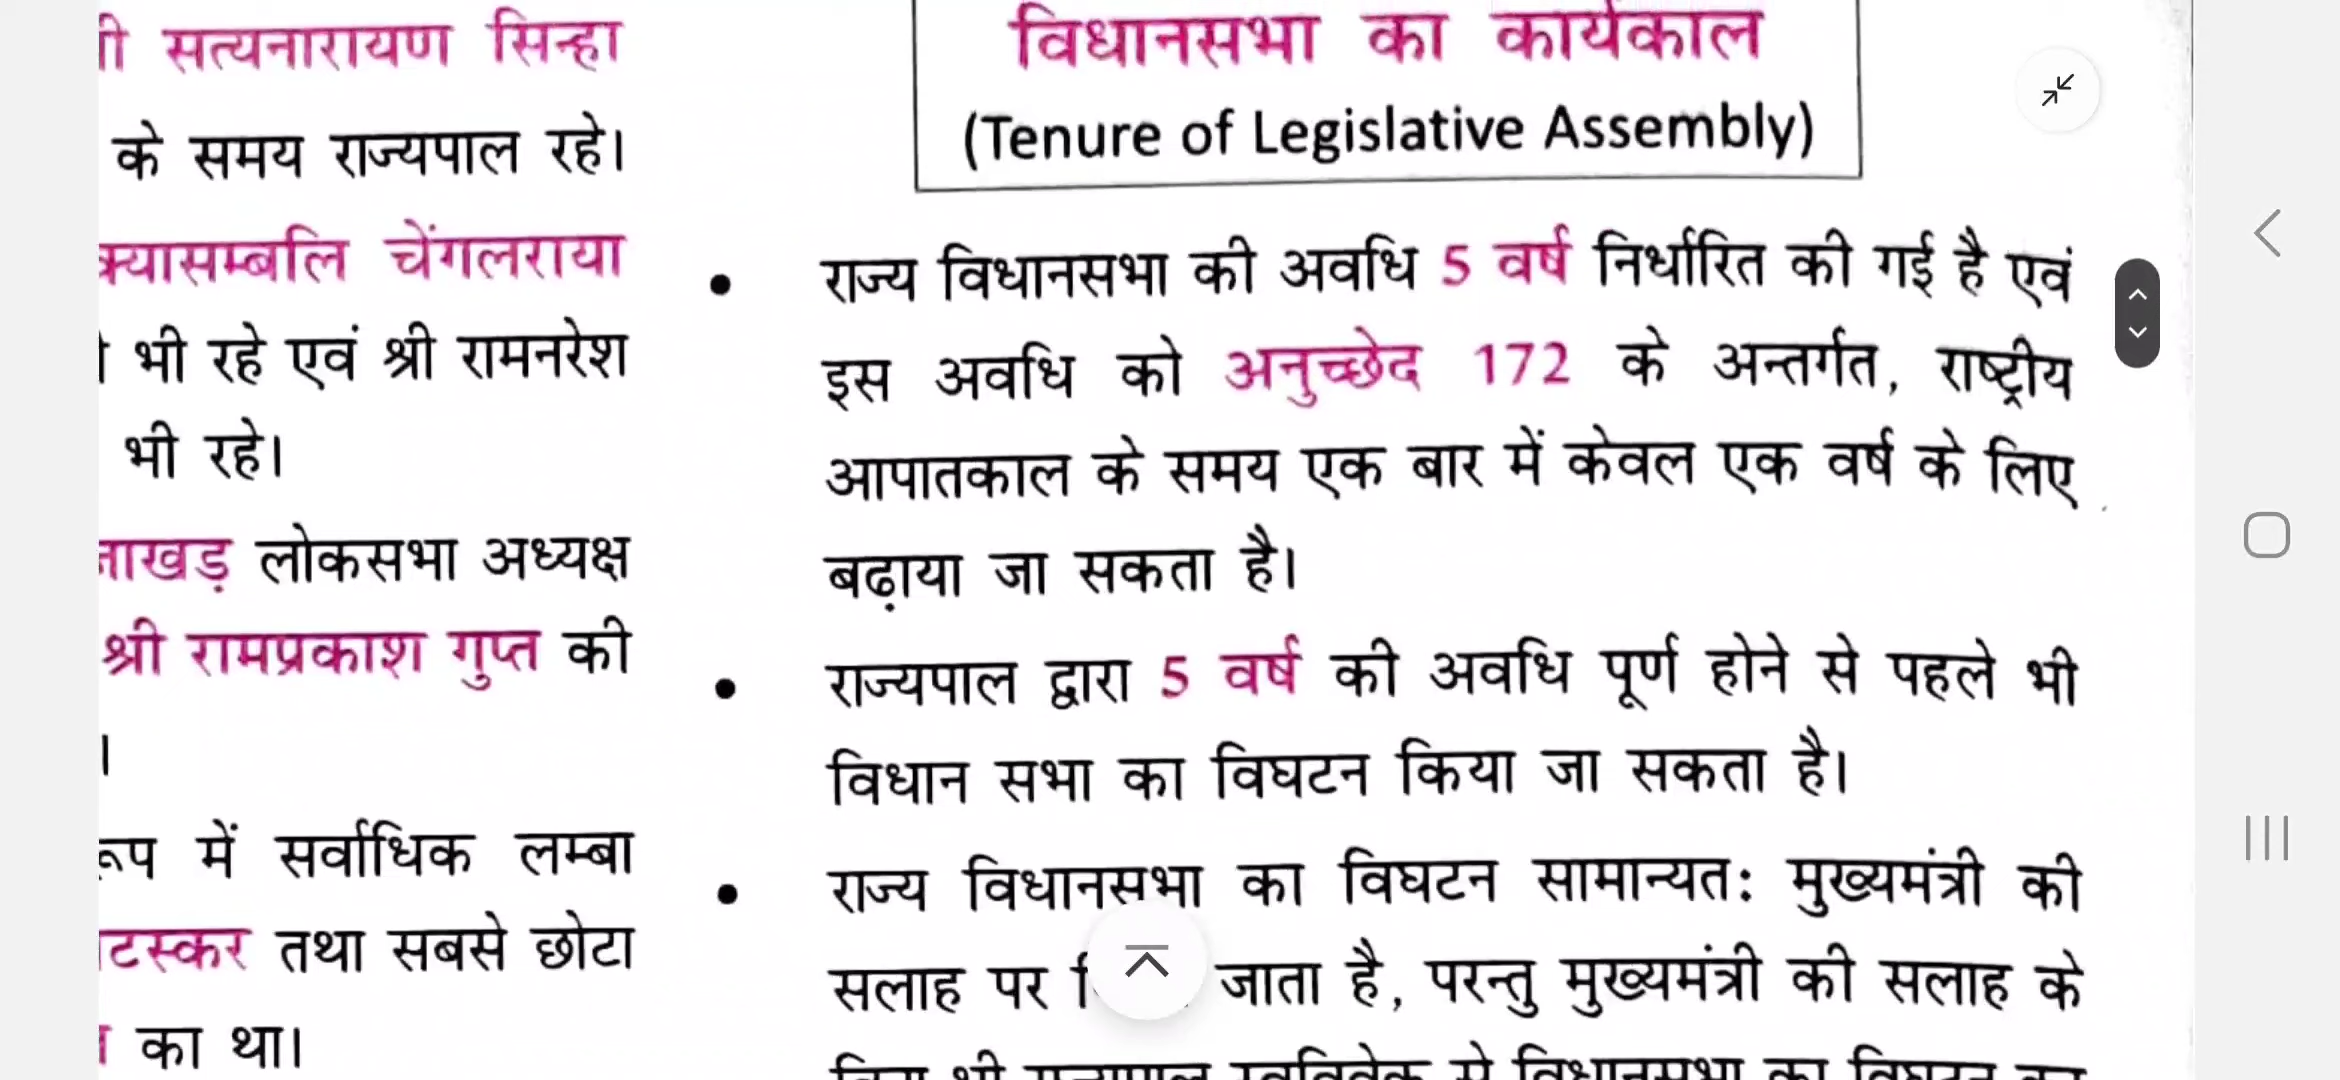 सत्यनारायण सिन्हा
के समय राज्यपाल रहे।
चेंगलराया
भी रहे एवं श्री रामनरेश
भी रहे।
लोकसभा अध्यक्ष
श्री रामप्रकाश गुप्त की
।
में सर्वाधिक लम्बा
तथा सबसे छोटा
का था।
विधानसभा का कार्यकाल
(Tenure of Legislative Assembly)
• राज्य विधानसभा की अवधि 5 वर्ष निर्धारित की गई है एवं
इस अवधि को अनुच्छेद 172 के अन्तर्गत, राष्ट्रीय
आपातकाल के समय एक बार में केवल एक वर्ष के लिए
बढ़ाया जा सकता है।
• राज्यपाल द्वारा 5 वर्ष की अवधि पूर्ण होने से पहले भी
विधान सभा का विघटन किया जा सकता है।
• राज्य विधानसभा का विघटन सामान्यतः मुख्यमंत्री की
सलाह पर जाता है, परन्तु मुख्यमंत्री की सलाह के